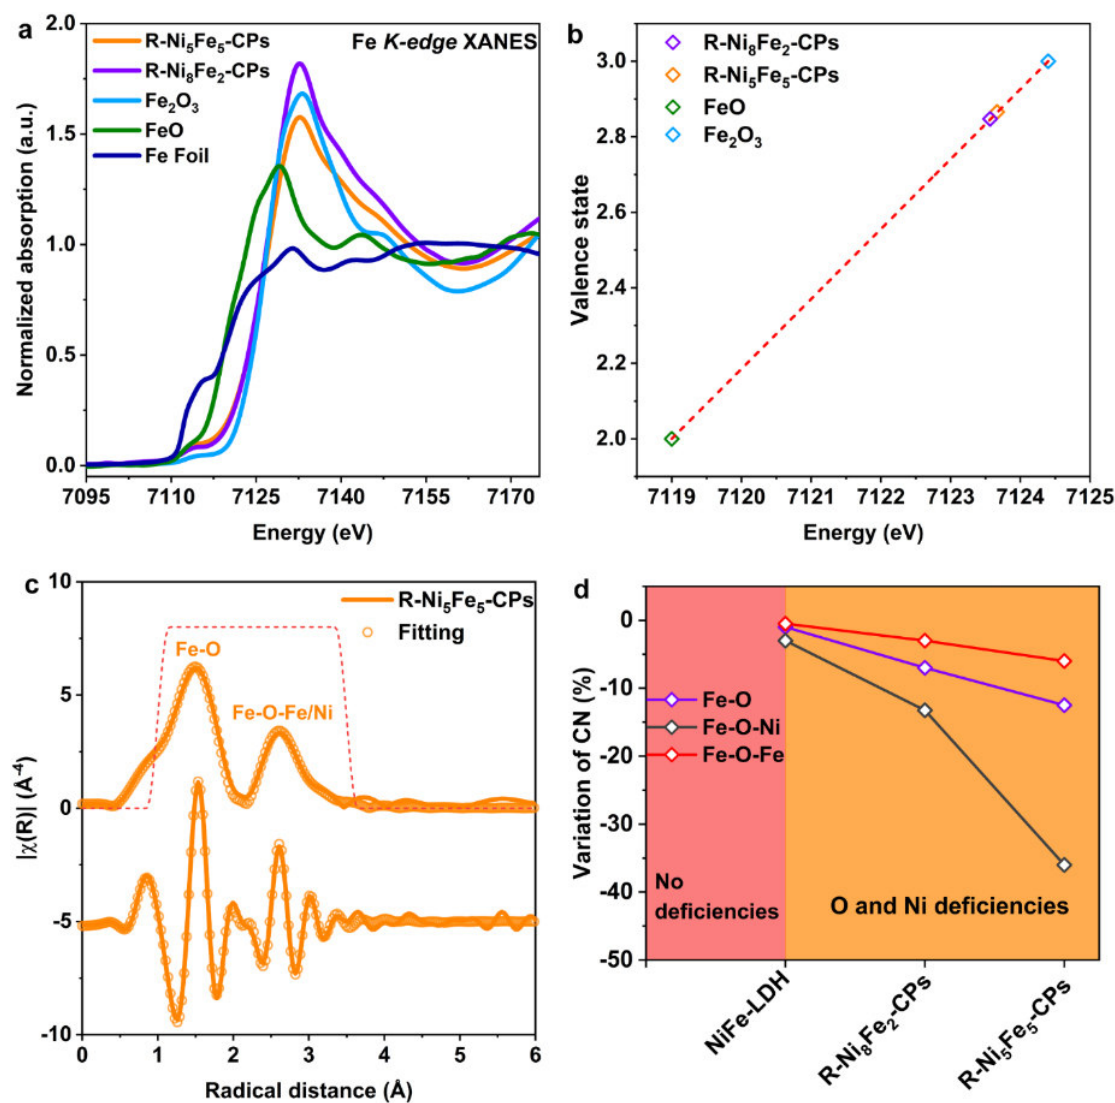 a
Fe K-edge XANES
R-Ni₅Fe₅-CPs
R-Ni₈Fe₂-CPs
Fe₂O₃
FeO
Fe Foil
Normalized absorption (a.u.)
2.0
1.5
1.0
0.5
0.0
7095 7110 7125 7140 7155 7170
Energy (eV)
b
R-Ni₈Fe₂-CPs
R-Ni₅Fe₅-CPs
FeO
Fe₂O₃
Valence state
3.0
2.8
2.6
2.4
2.2
2.0
7119 7120 7121 7122 7123 7124 7125
Energy (eV)
c
R-Ni₅Fe₅-CPs
Fitting
Fe-O
Fe-O-Fe/Ni
|χ(R)| (Å⁻⁴)
10
5
0
-5
-10
0 1 2 3 4 5 6
Radical distance (Å)
d
Variation of CN (%)
0
-10
-20
-30
-40
-50
Fe-O
Fe-O-Ni
Fe-O-Fe
No
deficiencies
O and Ni deficiencies
NiFe-LDH
R-Ni₈Fe₂-CPs
R-Ni₅Fe₅-CPs